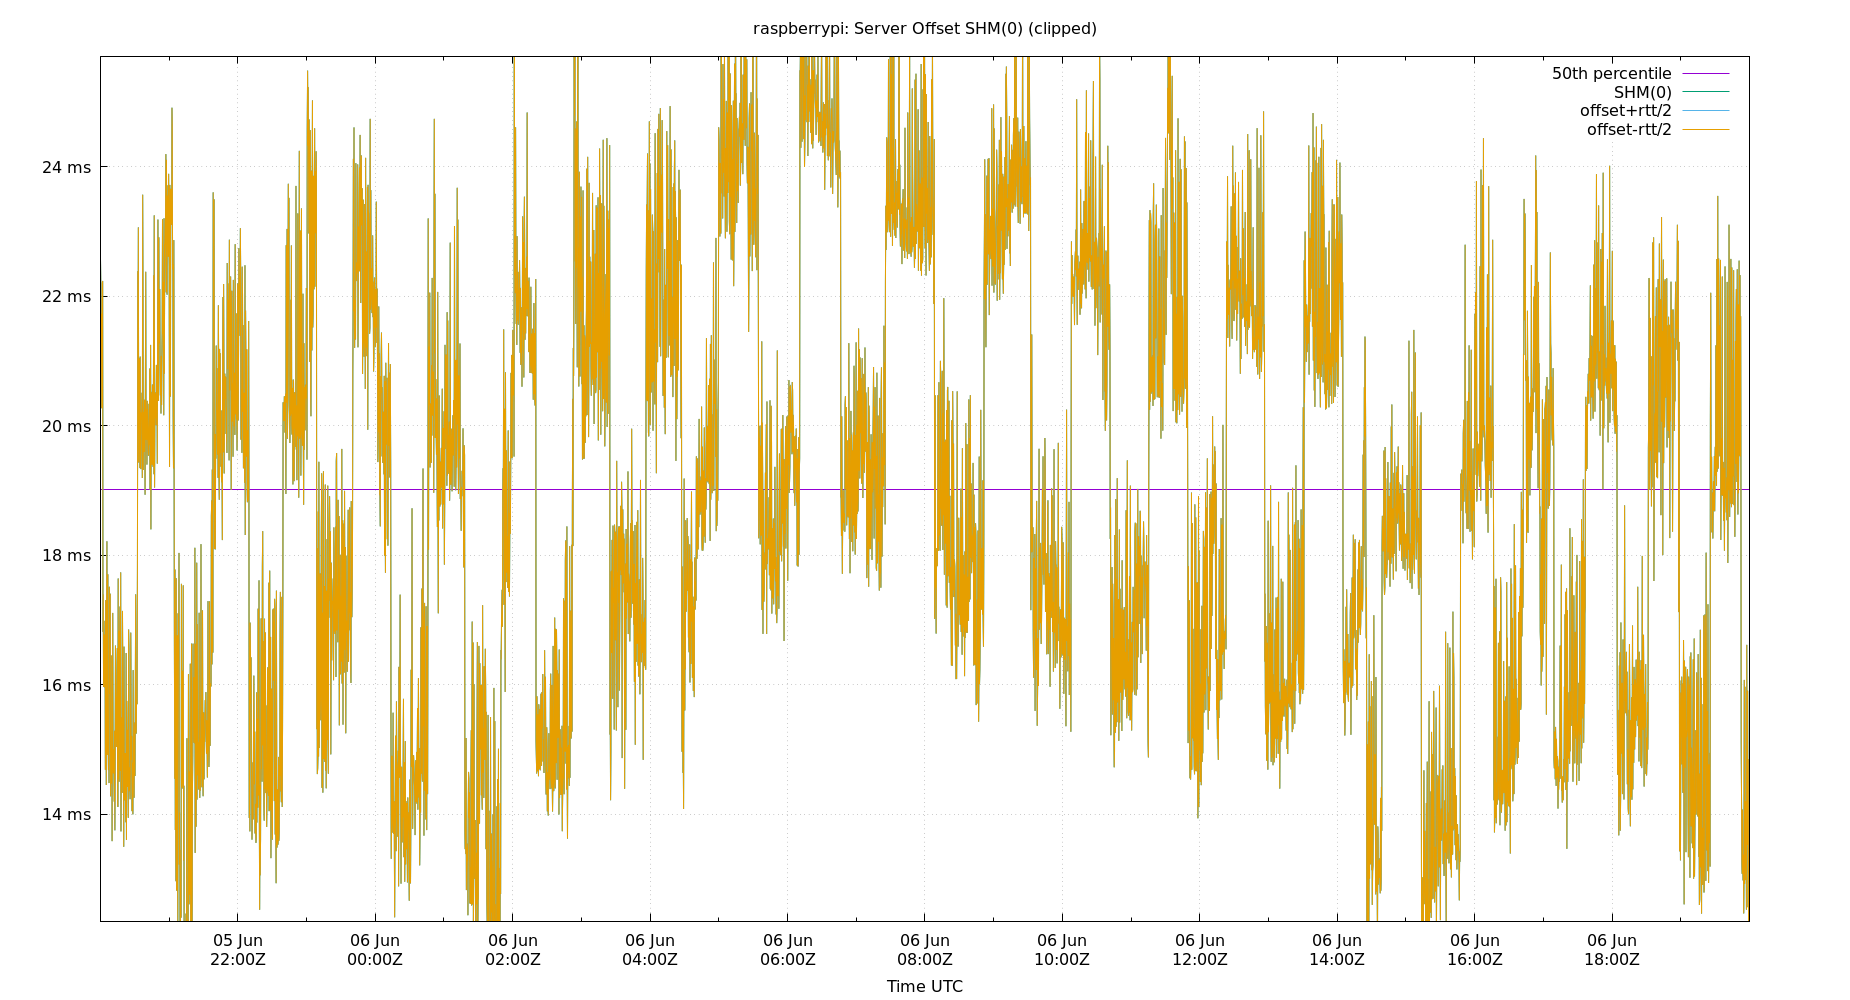 raspberrypi: Server Offset SHM(0) (clipped)
50th percentile
SHM(0)
offset+rtt/2
offset-rtt/2
24 ms
22 ms
20 ms
18 ms
16 ms
14 ms
05 Jun 06 Jun 06 Jun 06 Jun 06 Jun 06 Jun 06 Jun 06 Jun 06 Jun 06 Jun 06 Jun
22:00Z 00:00Z 02:00Z 04:00Z 06:00Z 08:00Z 10:00Z 12:00Z 14:00Z 16:00Z 18:00Z
Time UTC